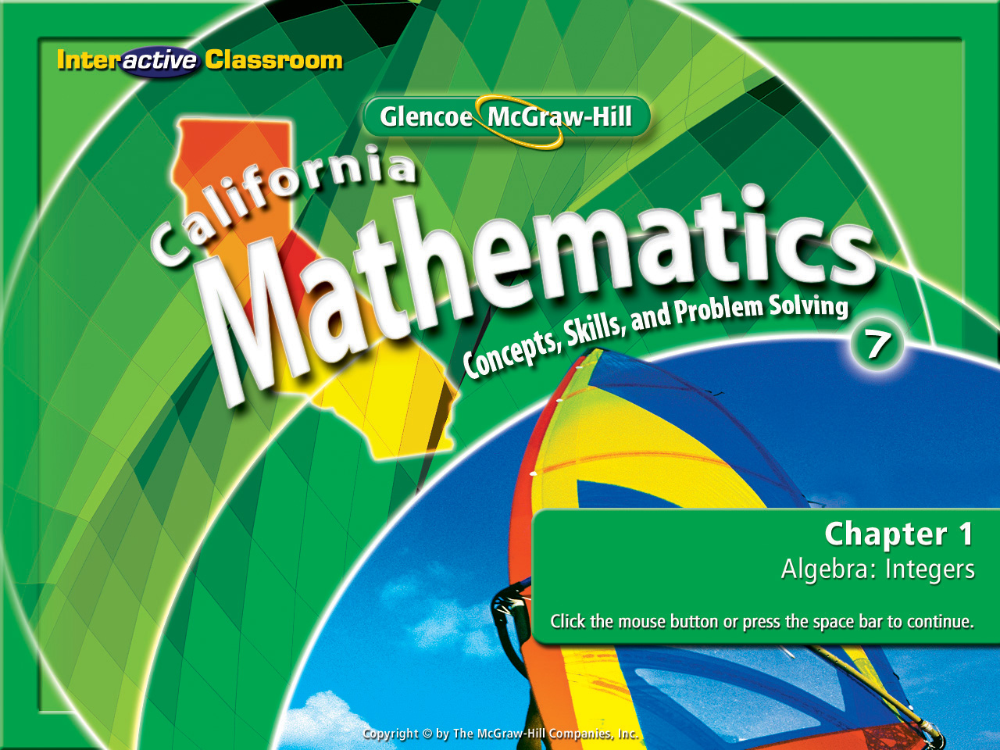 Interactive Classroom
Glencoe McGraw-Hill
California
Mathematics
Concepts, Skills, and Problem Solving
7
Chapter 1
Algebra: Integers
Click the mouse button or press the space bar to continue.
Copyright © by The McGraw-Hill Companies, Inc.